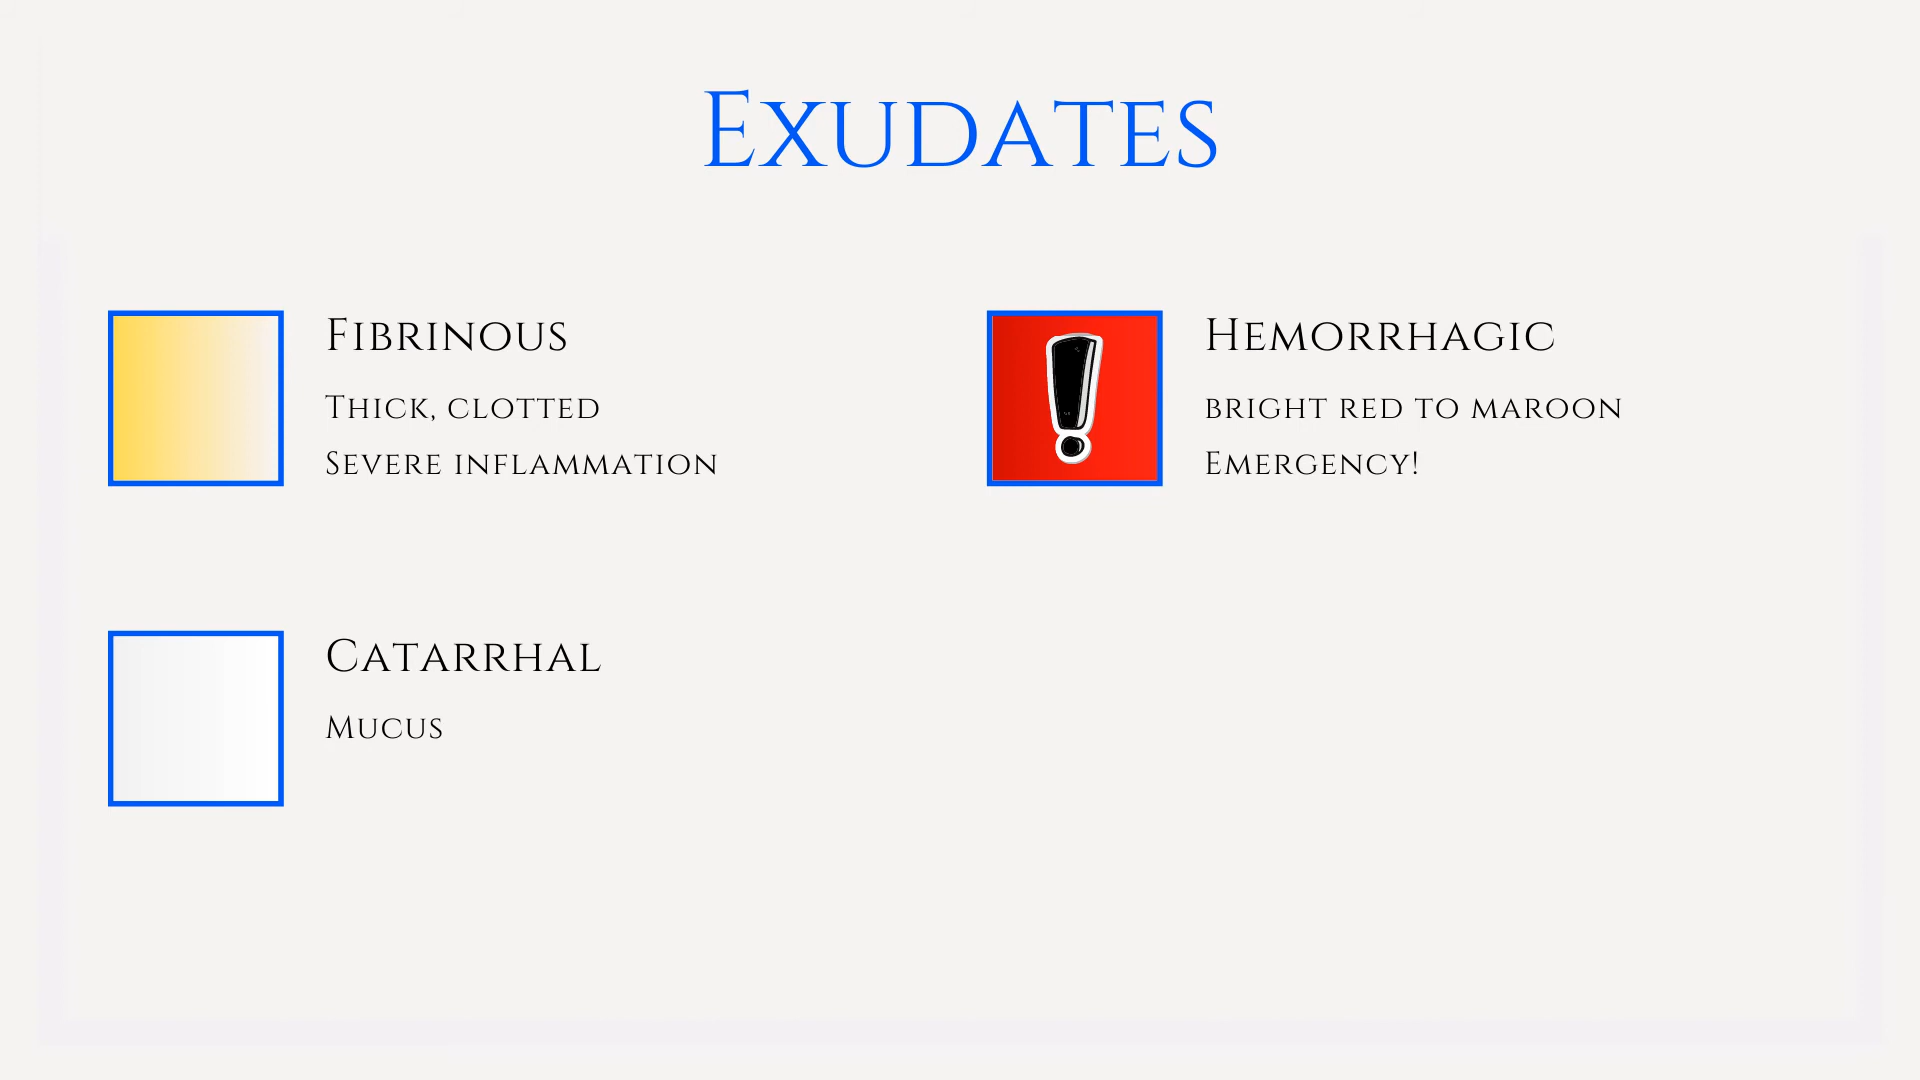 Exudates
Fibrinous
Thick, clotted
Severe inflammation
Hemorrhagic
bright red to maroon
Emergency!
Catarrhal
Mucus